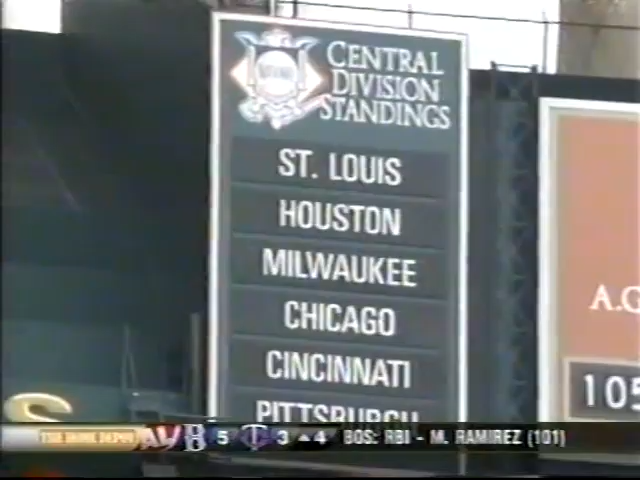 CENTRAL
DIVISION
STANDINGS
ST. LOUIS
HOUSTON
MILWAUKEE
CHICAGO
CINCINNATI
PITTSBURGH
A.G
105
S
THE HOME DEPOT B 5 3 ▲4 BOS: RBI - M. RAMIREZ (101)